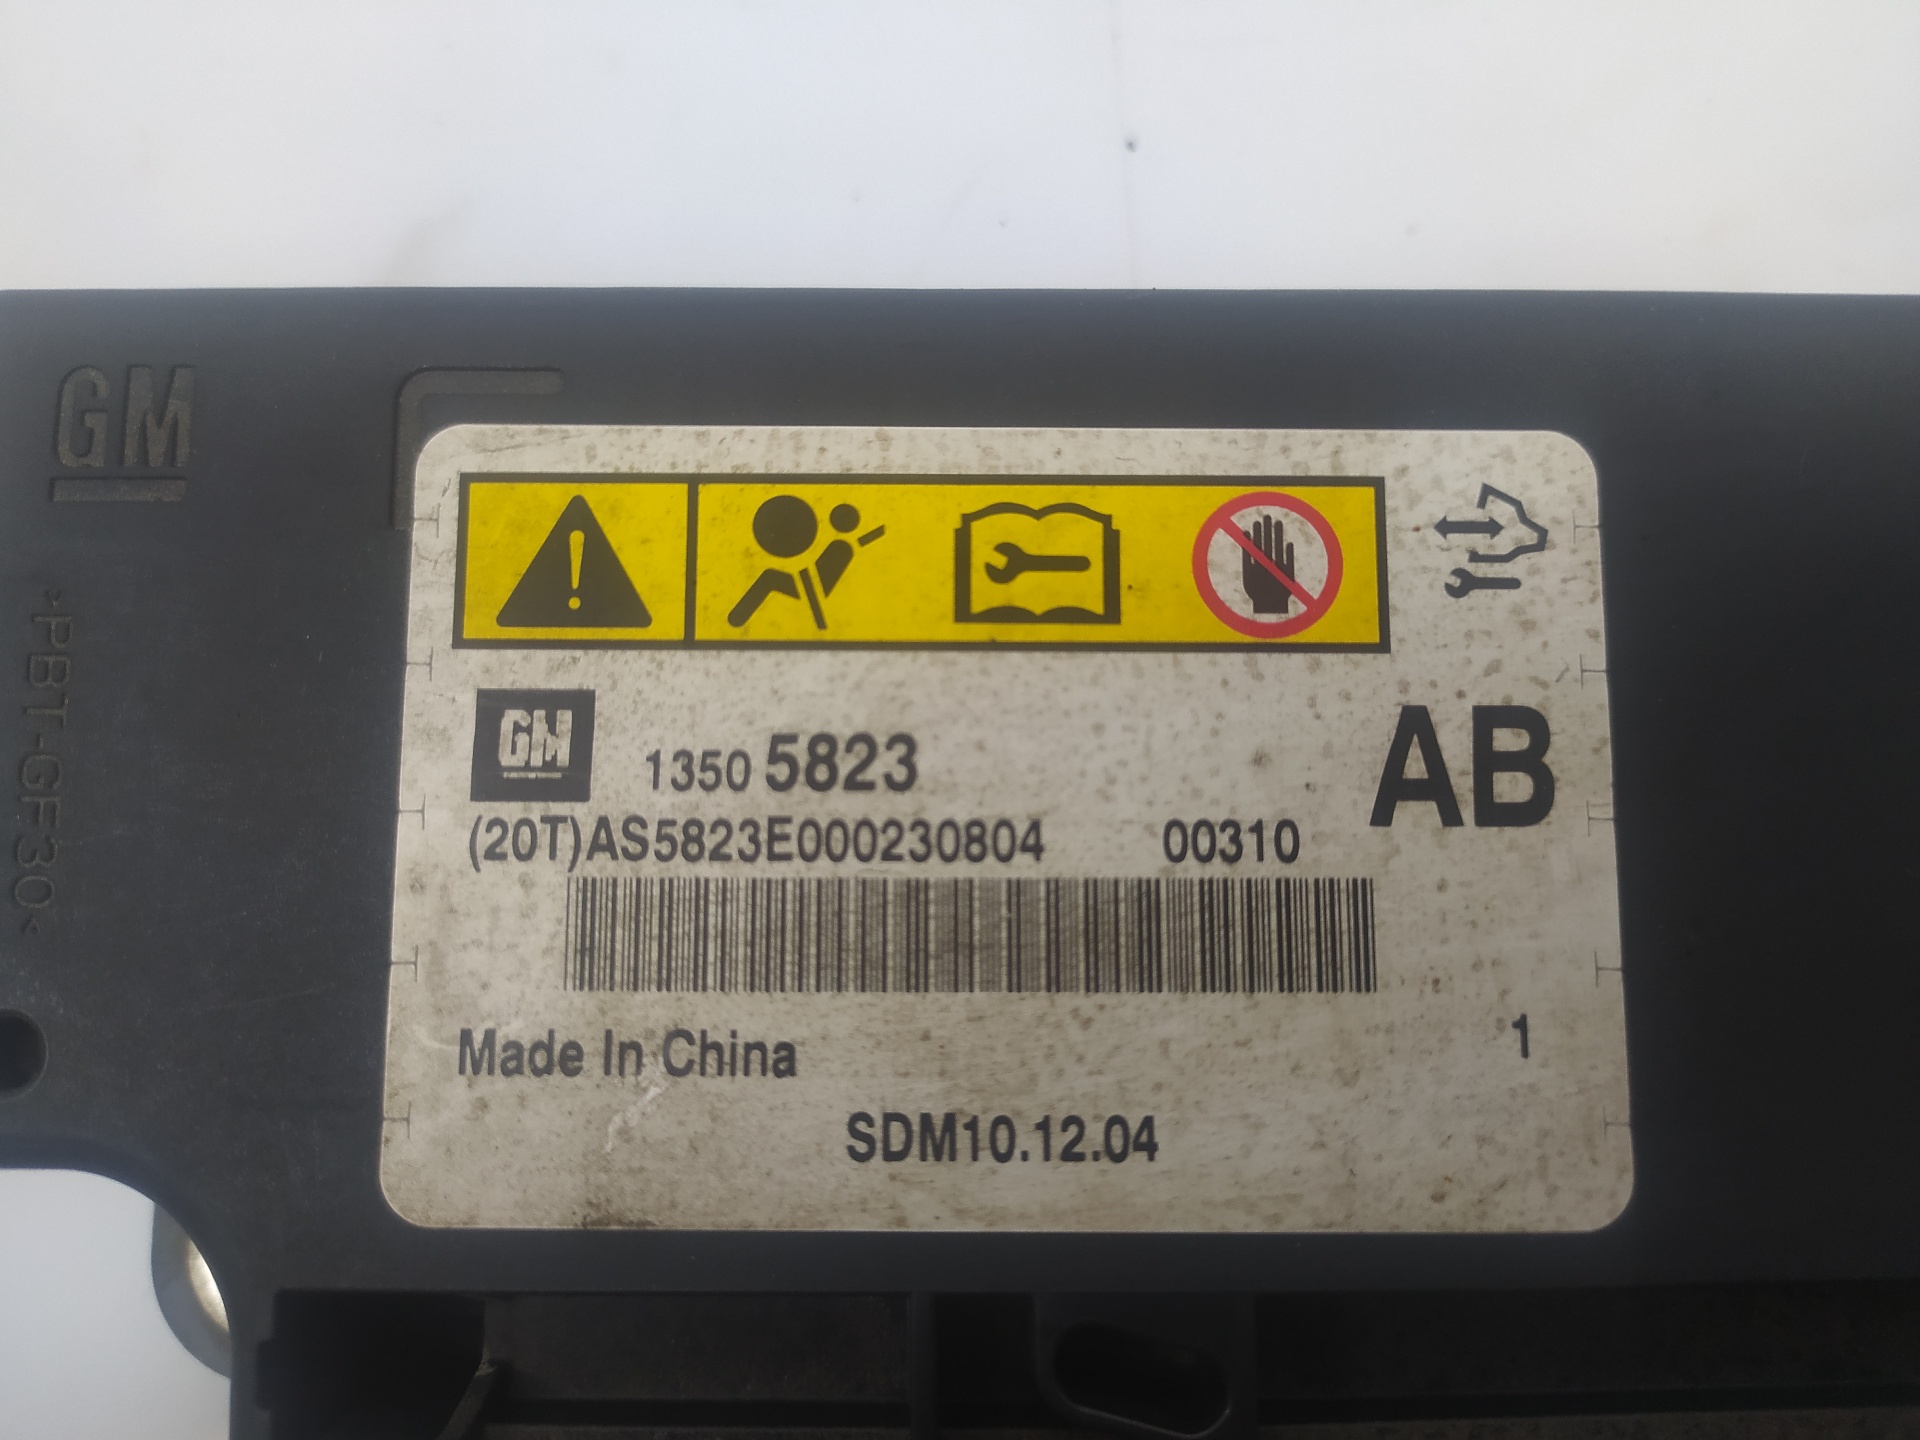 GM
>PBT-GF30<
GM 1350 5823 AB
(20T)AS5823E000230804 00310
Made In China 1
SDM10.12.04